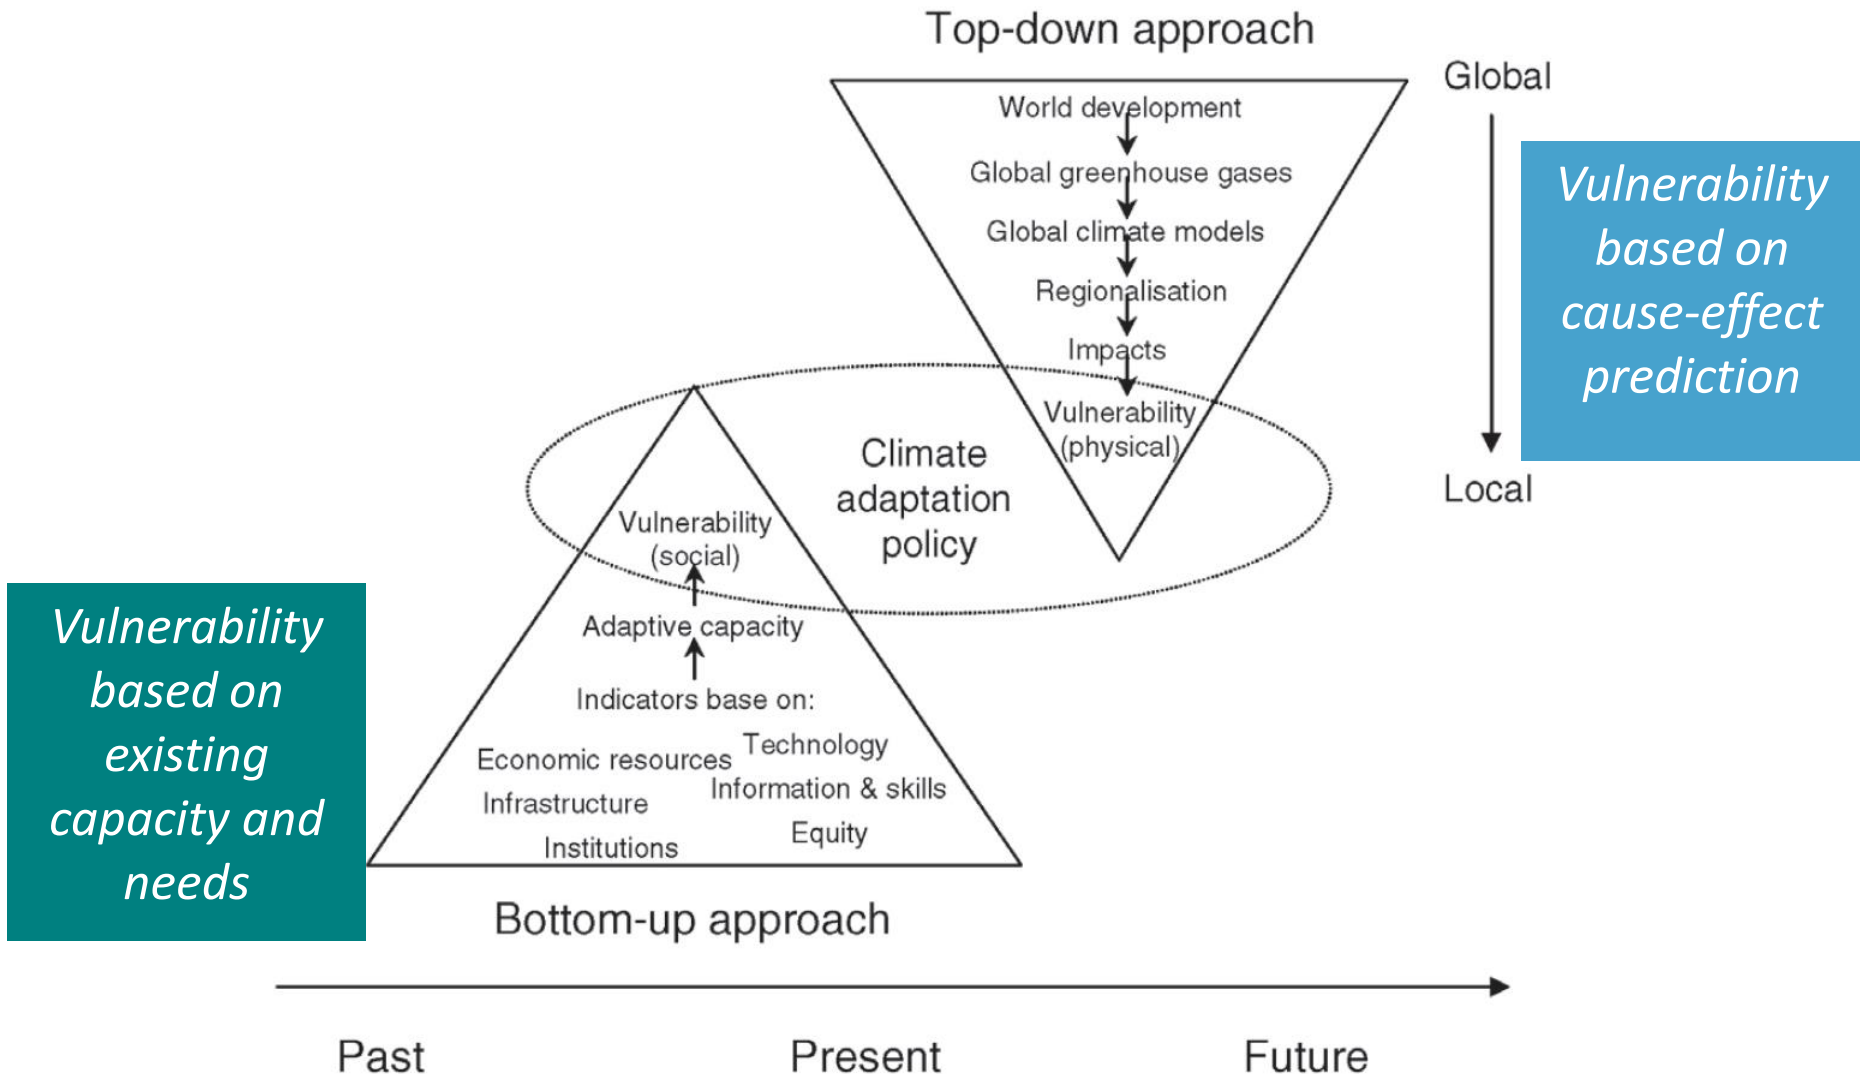 Top-down approach
Global
World development
Global greenhouse gases
Global climate models
Regionalisation
Impacts
Vulnerability
(physical)
Local
Vulnerability
based on
cause-effect
prediction
Climate
adaptation
policy
Vulnerability
(social)
Adaptive capacity
Indicators base on:
Economic resources
Technology
Infrastructure
Information & skills
Institutions
Equity
Bottom-up approach
Vulnerability
based on
existing
capacity and
needs
Past
Present
Future